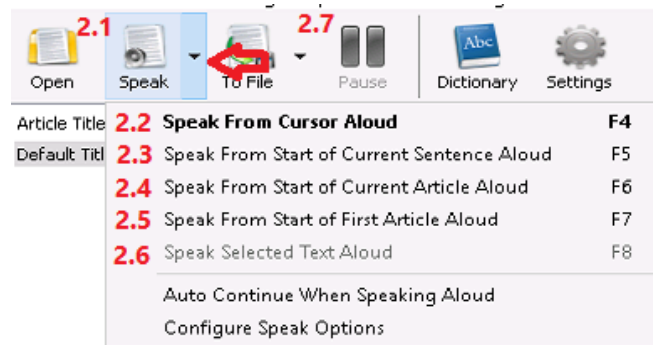 2.1
2.7
Abc
Open
Speak
To File
Pause
Dictionary
Settings
Article Title
2.2 Speak From Cursor Aloud F4
Default Titl
2.3 Speak From Start of Current Sentence Aloud F5
2.4 Speak From Start of Current Article Aloud F6
2.5 Speak From Start of First Article Aloud F7
2.6 Speak Selected Text Aloud F8
Auto Continue When Speaking Aloud
Configure Speak Options